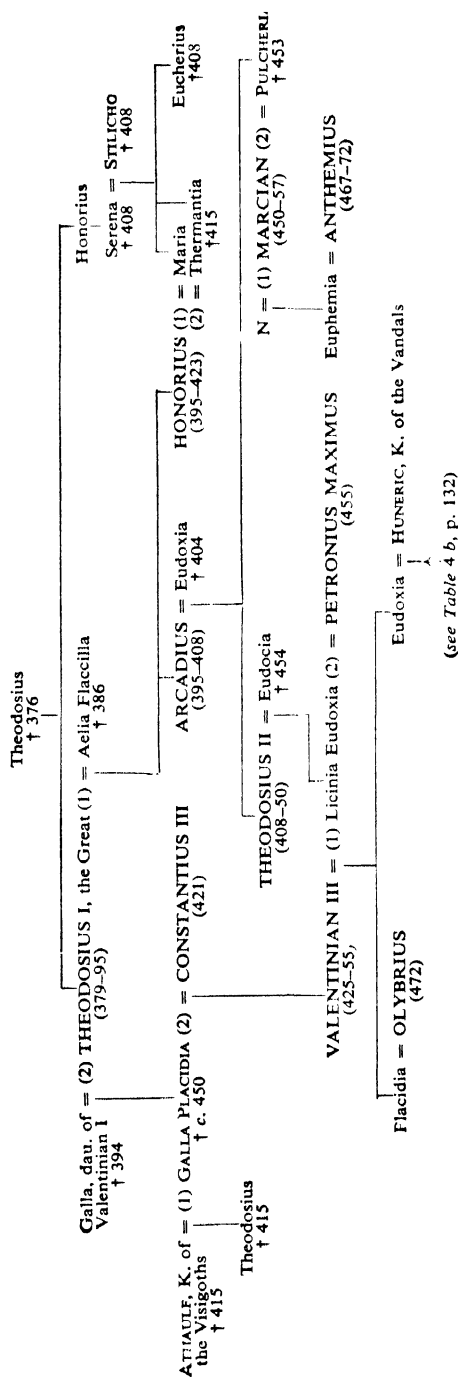 Theodosius
† 376
Galla, dau. of = (2) THEODOSIUS I, the Great (1) = Aelia Flaccilla
Valentinian I (379–95) † 386
† 394
Honorius
Serena = STILICHO
† 408 † 408
ATHAULF, K. of = (1) GALLA PLACIDIA (2) = CONSTANTIUS III
the Visigoths † c. 450 (421)
† 415
ARCADIUS = Eudoxia
(395–408) † 404
HONORIUS (1) = Maria
(395–423) (2) = Thermantia
†415
Eucherius
†408
Theodosius
† 415
THEODOSIUS II = Eudocia
(408–50) † 454
N = (1) MARCIAN (2) = PULCHERI
(450–57) † 453
VALENTINIAN III = (1) Licinia Eudoxia (2) = PETRONIUS MAXIMUS
(425–55, (455)
Euphemia = ANTHEMIUS
(467–72)
Placidia = OLYBRIUS
(472)
Eudoxia = HUNERIC, K. of the Vandals
(see Table 4 b, p. 132)